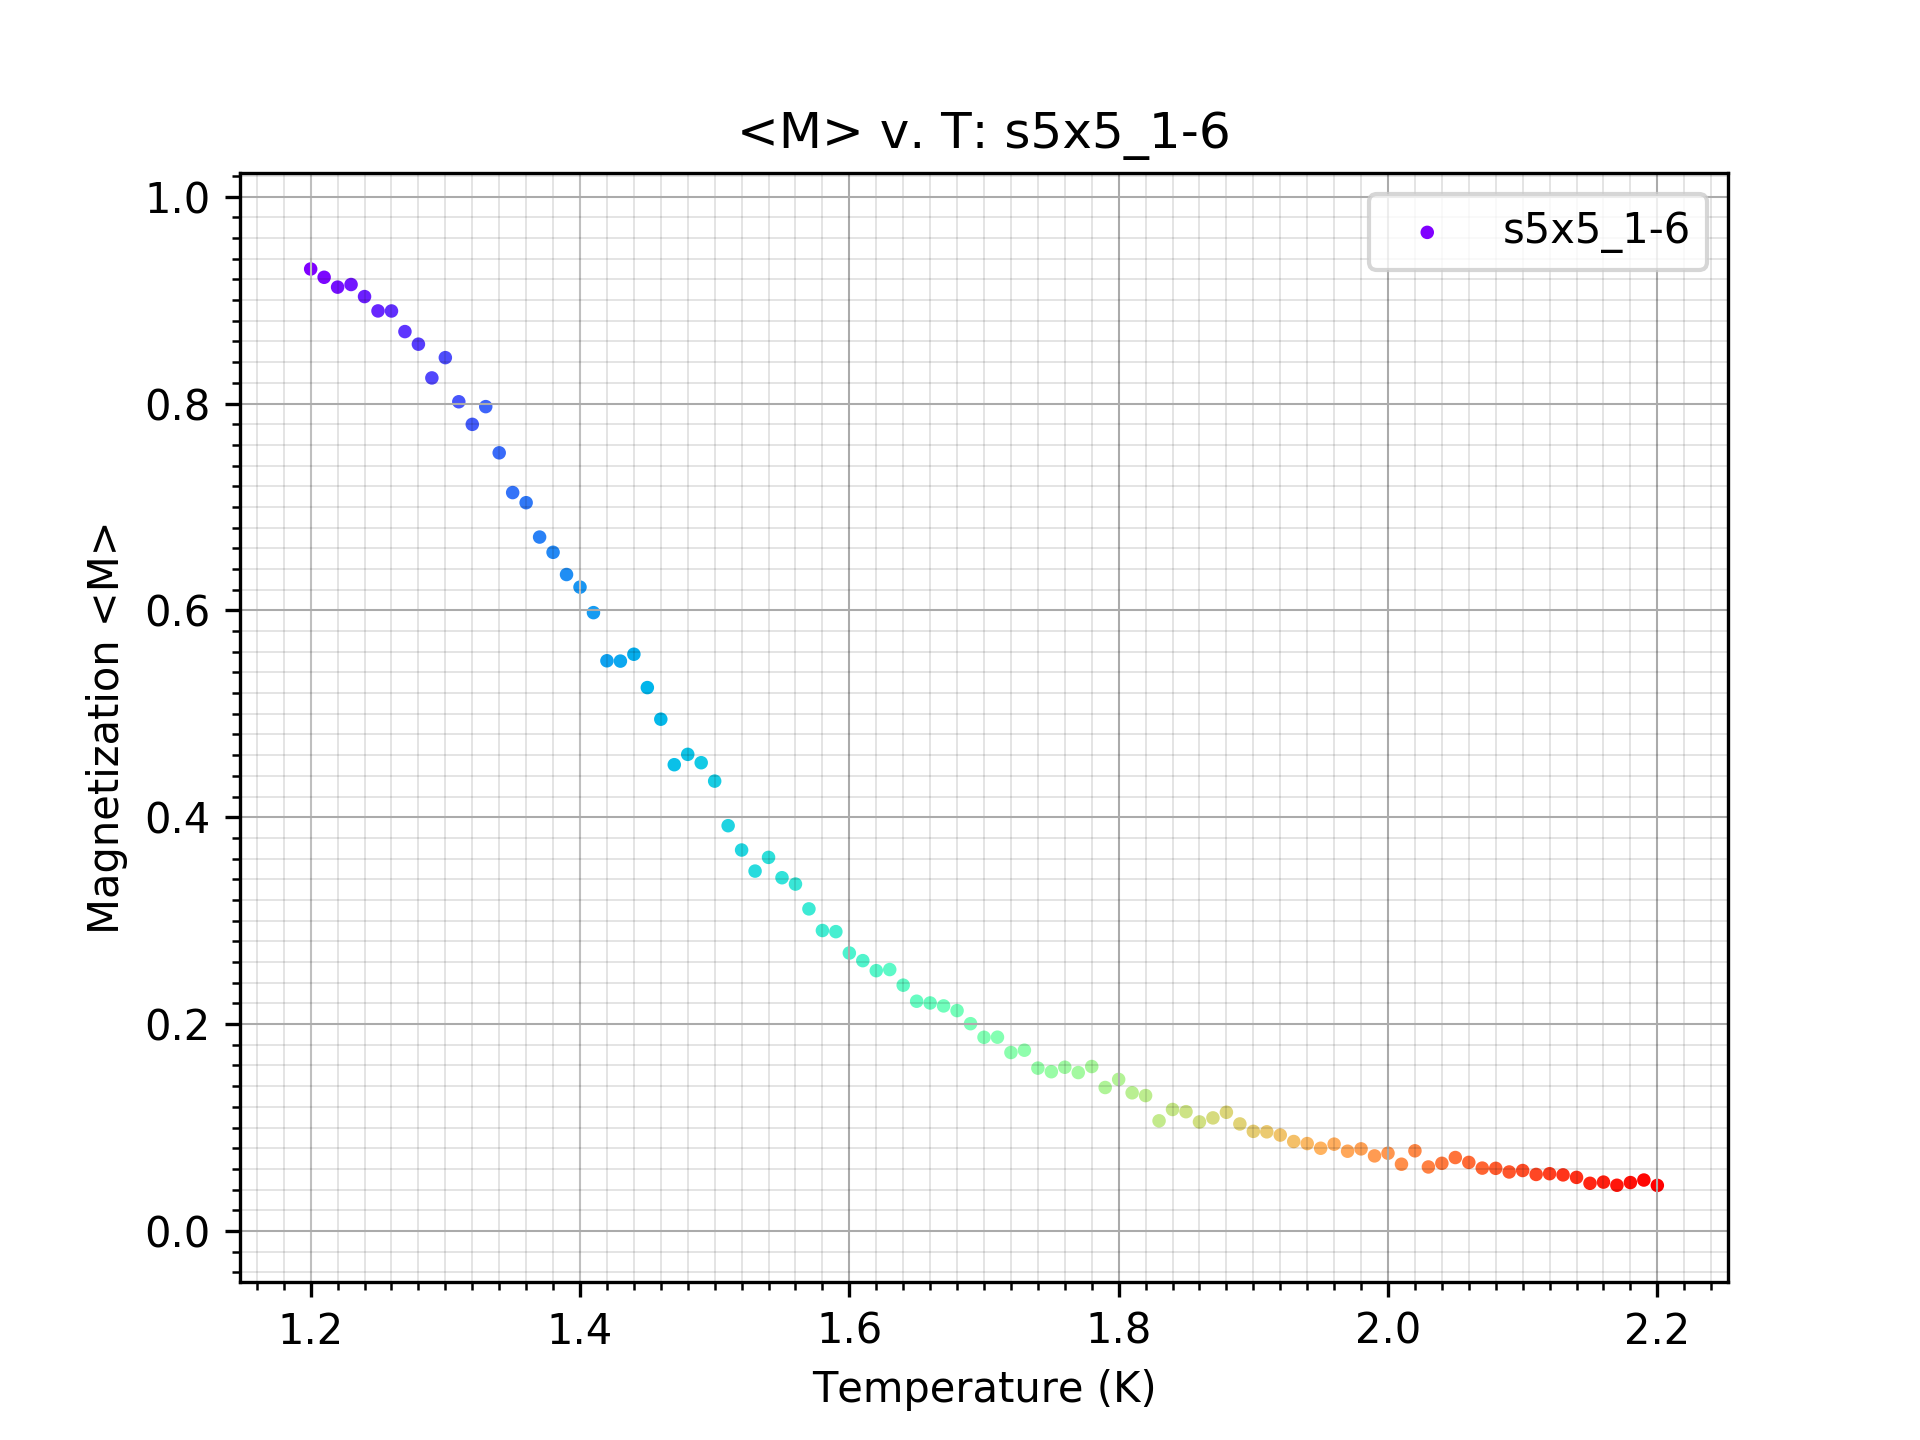 <M> v. T: s5x5_1-6
s5x5_1-6
Magnetization <M>
1.0
0.8
0.6
0.4
0.2
0.0
1.2 1.4 1.6 1.8 2.0 2.2
Temperature (K)